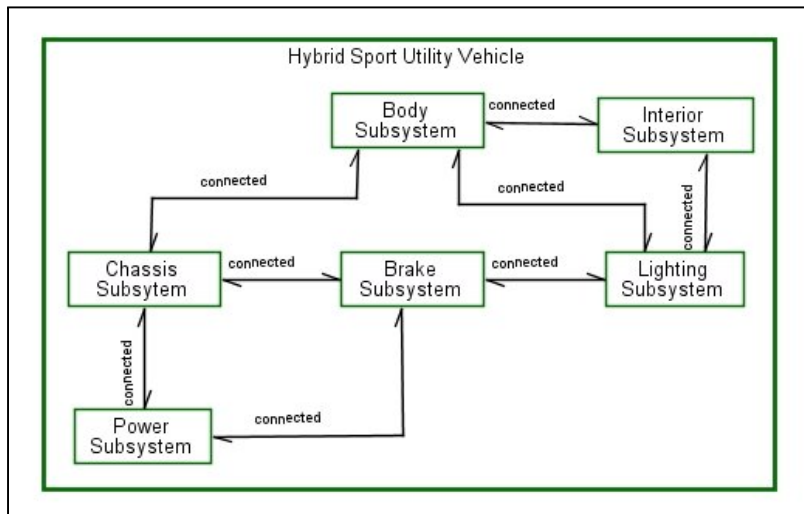 Hybrid Sport Utility Vehicle
Body
Subsystem
connected
Interior
Subsystem
connected
connected
connected
Chassis
Subsytem
connected
Brake
Subsystem
connected
Lighting
Subsystem
connected
connected
Power
Subsystem